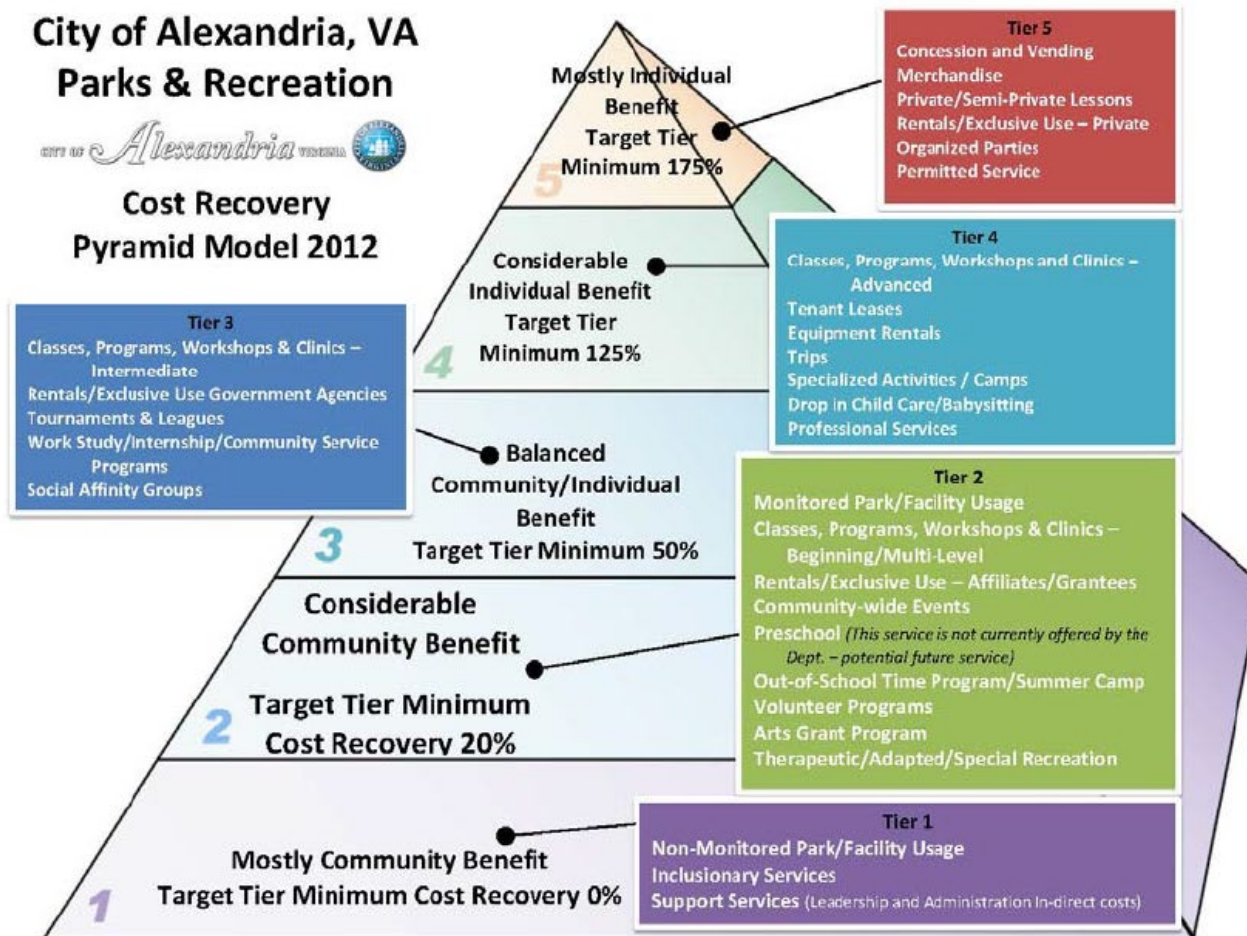 City of Alexandria, VA
Parks & Recreation
CITY OF Alexandria VIRGINIA
Cost Recovery
Pyramid Model 2012
Mostly Individual
Benefit
Target Tier
Minimum 175%
5
Tier 5
Concession and Vending
Merchandise
Private/Semi-Private Lessons
Rentals/Exclusive Use – Private
Organized Parties
Permitted Service
Considerable
Individual Benefit
Target Tier
Minimum 125%
4
Tier 4
Classes, Programs, Workshops and Clinics –
Advanced
Tenant Leases
Equipment Rentals
Trips
Specialized Activities / Camps
Drop in Child Care/Babysitting
Professional Services
Tier 3
Classes, Programs, Workshops & Clinics –
Intermediate
Rentals/Exclusive Use Government Agencies
Tournaments & Leagues
Work Study/Internship/Community Service
Programs
Social Affinity Groups
Balanced
Community/Individual
Benefit
Target Tier Minimum 50%
3
Tier 2
Monitored Park/Facility Usage
Classes, Programs, Workshops & Clinics –
Beginning/Multi-Level
Rentals/Exclusive Use – Affiliates/Grantees
Community-wide Events
Preschool (This service is not currently offered by the
Dept. – potential future service)
Out-of-School Time Program/Summer Camp
Volunteer Programs
Arts Grant Program
Therapeutic/Adapted/Special Recreation
Considerable
Community Benefit
Target Tier Minimum
Cost Recovery 20%
2
Tier 1
Non-Monitored Park/Facility Usage
Inclusionary Services
Support Services (Leadership and Administration In-direct costs)
Mostly Community Benefit
Target Tier Minimum Cost Recovery 0%
1